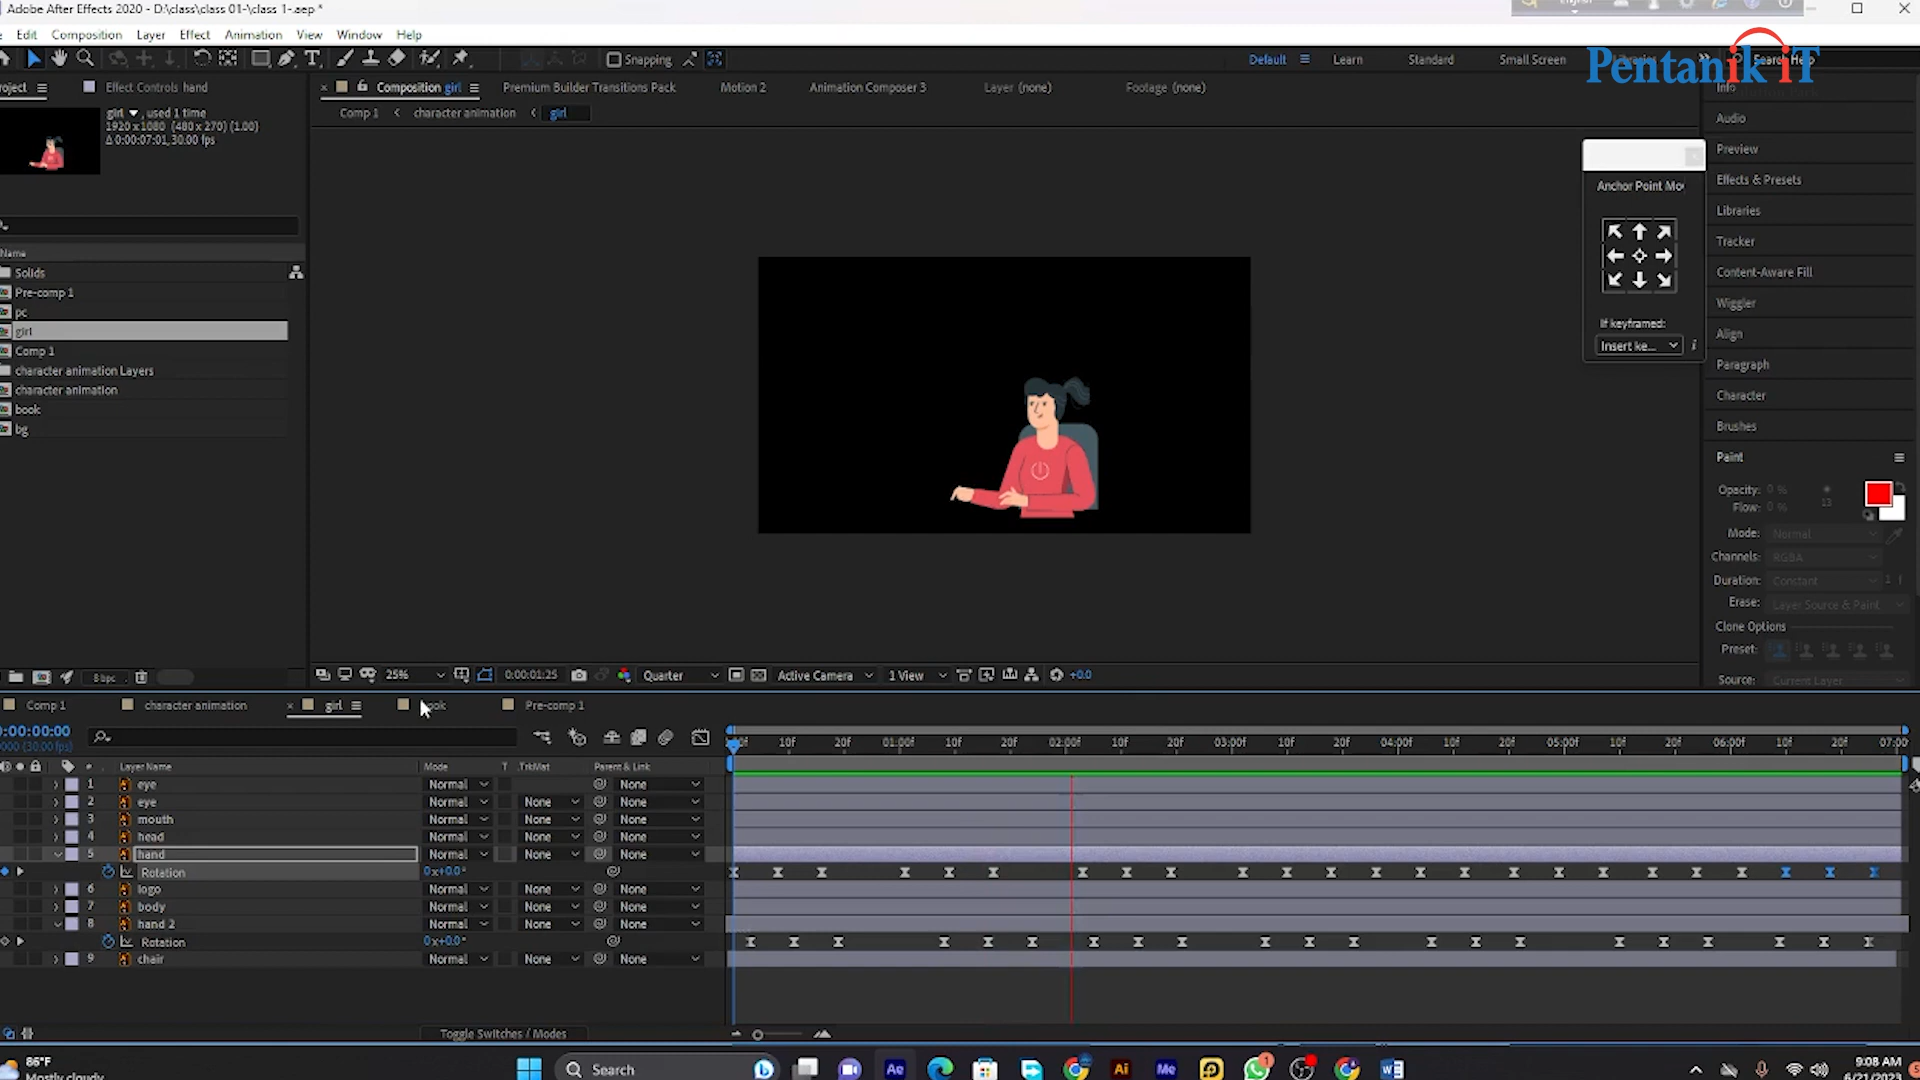 Adobe After Effects 2020 - D:\class\class 01-\class 1-.aep *
Edit Composition Layer Effect Animation View Window Help
Snapping
Default Learn Standard Small Screen
Pentanik iT
Search Help
Effect Controls hand
Composition girl Premium Builder Transitions Pack Motion 2 Animation Composer 3 Layer (none) Footage (none)
Info
girl , used 1 time
1920 x 1080 (480 x 270) (1.00)
Δ 0:00:07:01, 30.00 fps
Comp 1 character animation girl
Audio
Preview
Effects & Presets
Anchor Point Mov
Libraries
Tracker
Content-Aware Fill
Wiggler
If keyframed:
Insert ke...
Align
Paragraph
Character
Brushes
Paint
Name
Solids
Pre-comp 1
pc
girl
Comp 1
character animation Layers
character animation
book
bg
Opacity: 0 %
Flow: 0 %
13
Mode: Normal
Channels: RGBA
Duration: Constant 1 f
Erase: Layer Source & Paint
Clone Options
Preset:
Source: Current Layer
8 bpc
25% 0:00:01:25 Quarter Active Camera 1 View +0.0
Comp 1 character animation girl Pre-comp 1
0:00:00:00
(30.00 fps)
10f 20f 01:00f 10f 20f 02:00f 10f 20f 03:00f 10f 20f 04:00f 10f 20f 05:00f 10f 20f 06:00f 10f 20f 07:00
Layer Name Mode T .TrkMat Parent & Link
1 eye Normal None
2 eye Normal None None
3 mouth Normal None None
4 head Normal None None
5 hand Normal None None
Rotation 0x+0.0°
6 logo Normal None None
7 body Normal None None
8 hand 2 Normal None None
Rotation 0x+0.0°
9 chair Normal None None
Toggle Switches / Modes
86°F
Mostly cloudy
Search
Ae
Ai
Me
1
9:08 AM
6/21/2023